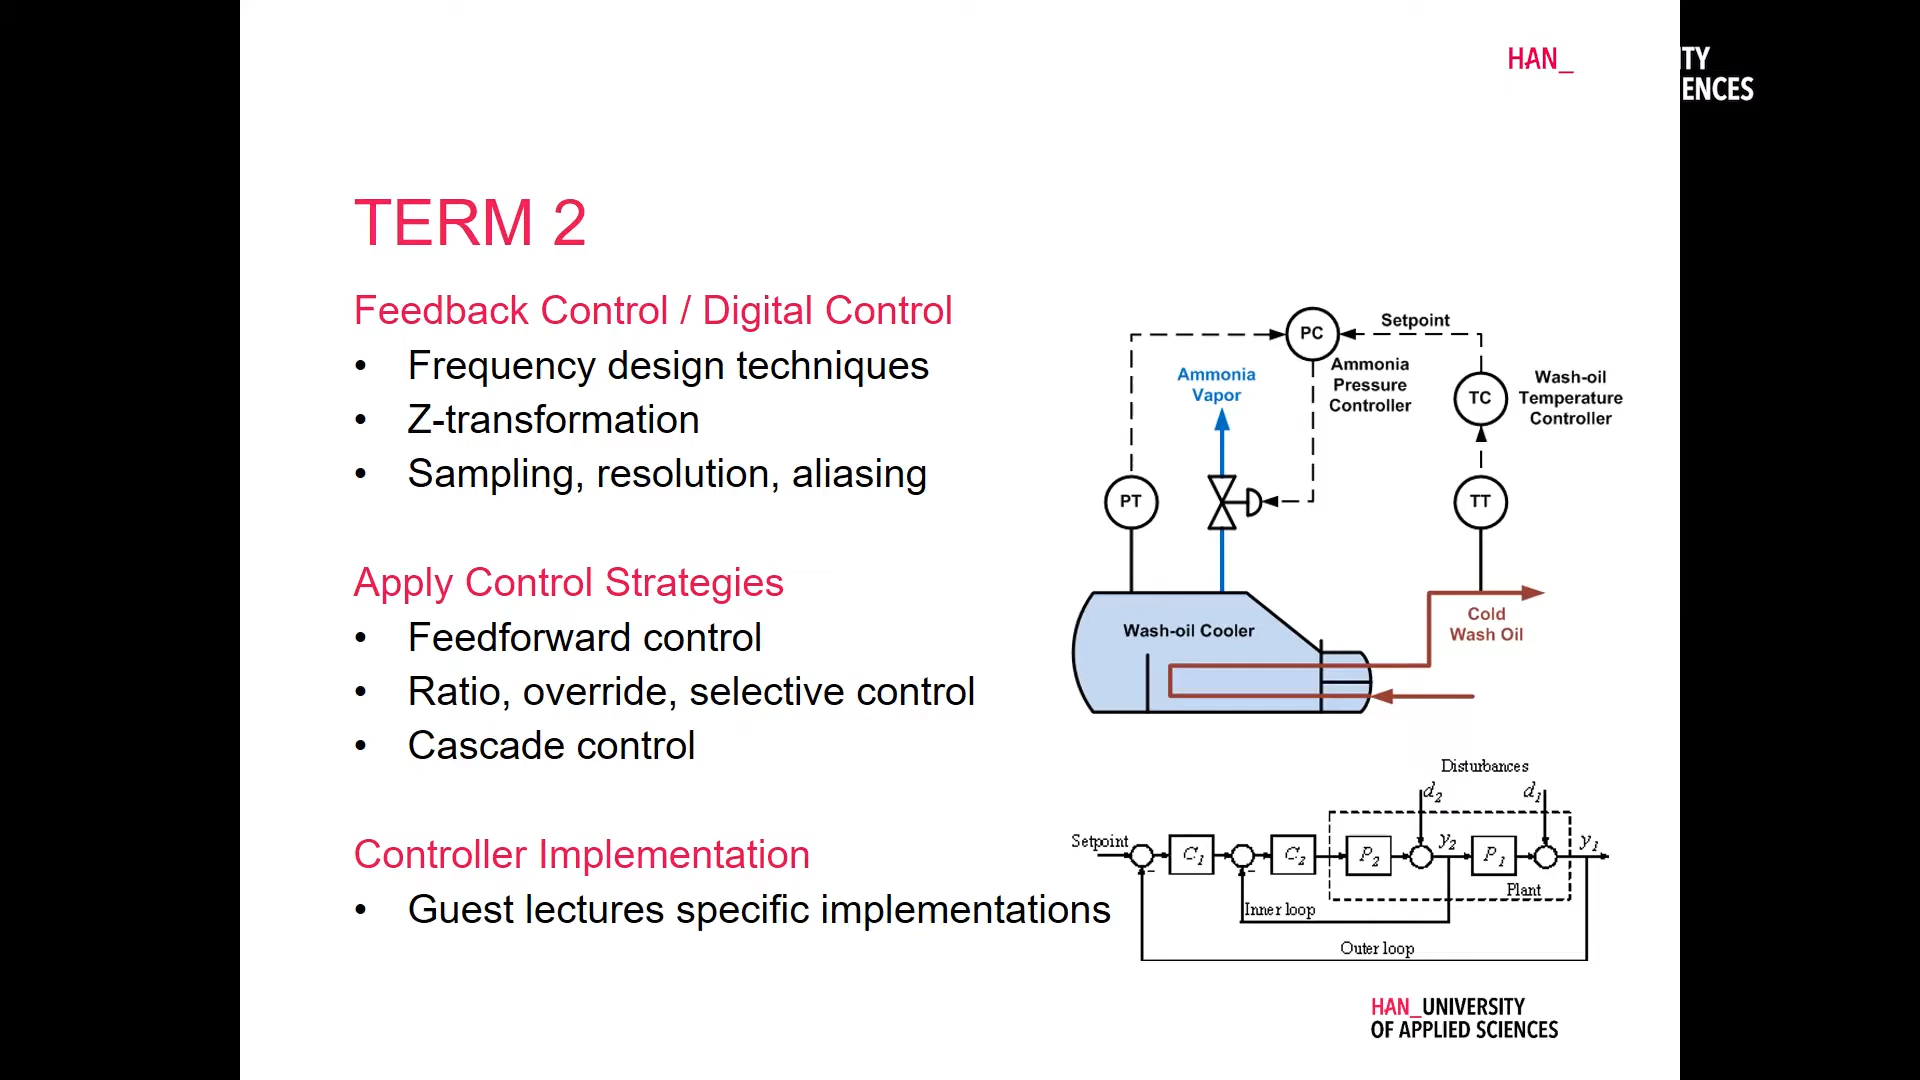 HAN_
ITY
ENCES
TERM 2
Feedback Control / Digital Control
• Frequency design techniques
• Z-transformation
• Sampling, resolution, aliasing
Apply Control Strategies
• Feedforward control
• Ratio, override, selective control
• Cascade control
Controller Implementation
• Guest lectures specific implementations
PC
Setpoint
Ammonia
Pressure
Controller
Ammonia
Vapor
TC
Wash-oil
Temperature
Controller
PT
TT
Wash-oil Cooler
Cold
Wash Oil
Disturbances
d2
d1
Setpoint
C1
C2
P2
y2
P1
y1
Plant
Inner loop
Outer loop
HAN_UNIVERSITY
OF APPLIED SCIENCES